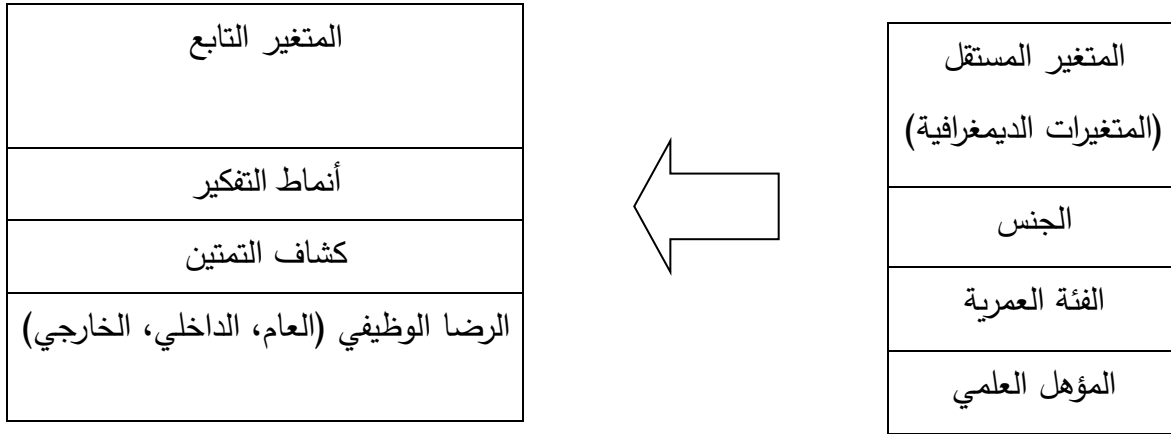 المتغير المستقل
(المتغيرات الديمغرافية)
الجنس
الفئة العمرية
المؤهل العلمي
المتغير التابع
أنماط التفكير
كشاف التمتين
الرضا الوظيفي (العام، الداخلي، الخارجي)